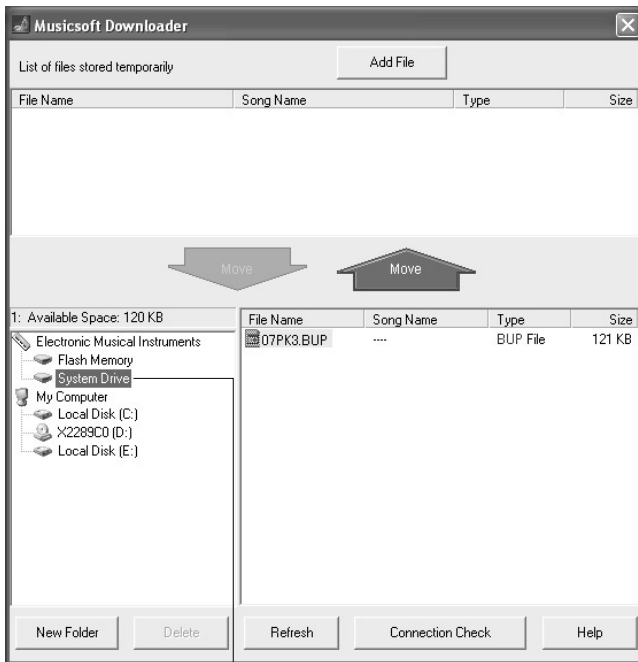 Musicsoft Downloader
List of files stored temporarily
Add File
File Name Song Name Type Size
Move Move
1: Available Space: 120 KB
Electronic Musical Instruments
Flash Memory
System Drive
My Computer
Local Disk (C:)
X2289C0 (D:)
Local Disk (E:)
File Name Song Name Type Size
07PK3.BUP ---- BUP File 121 KB
New Folder Delete Refresh Connection Check Help